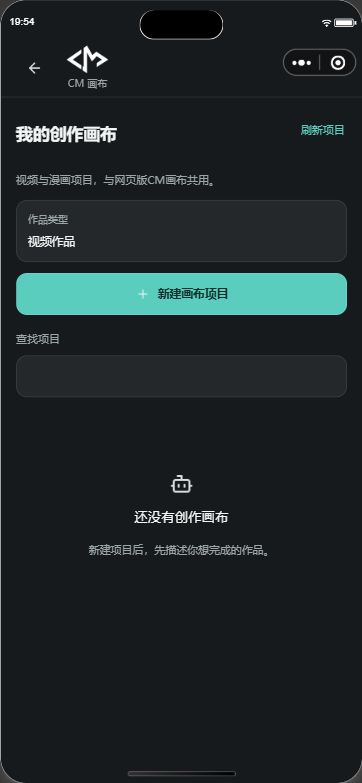 19:54
CM 画布
我的创作画布
刷新项目
视频与漫画项目，与网页版CM画布共用。
作品类型
视频作品
+ 新建画布项目
查找项目
还没有创作画布
新建项目后，先描述你想完成的作品。